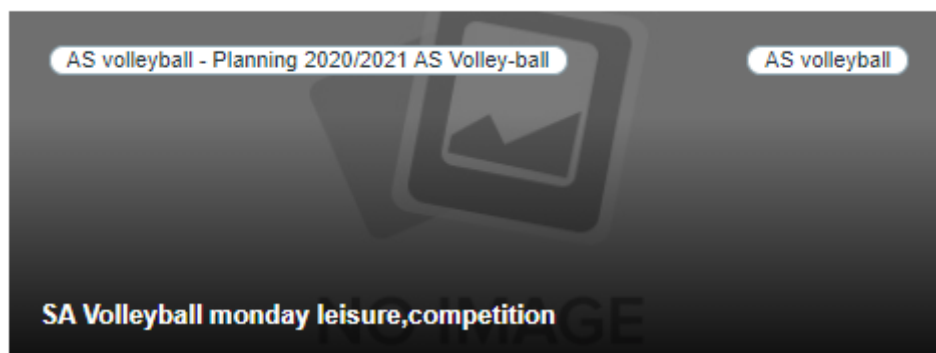 AS volleyball - Planning 2020/2021 AS Volley-ball
AS volleyball
SA Volleyball monday leisure,competition
NO IMAGE